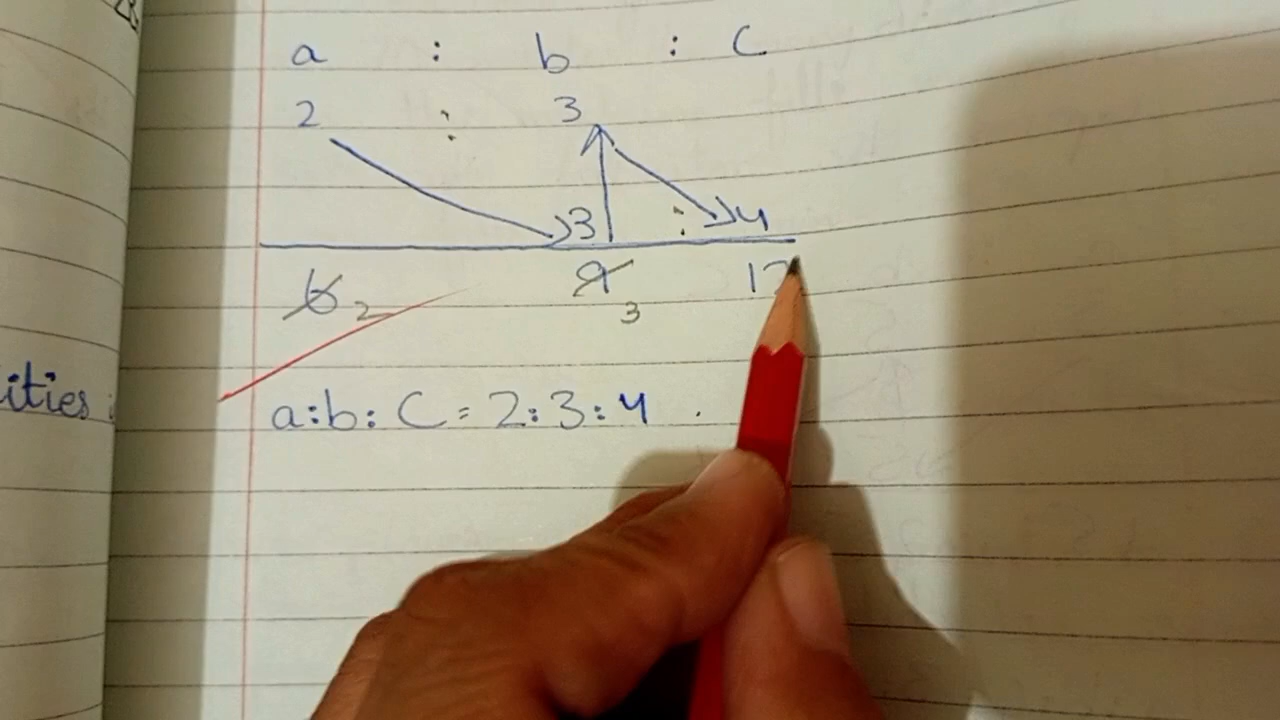 a : b : c
2 : 3
3 : 4
6 2 9 3 12
a:b:c = 2:3:4 .
ities